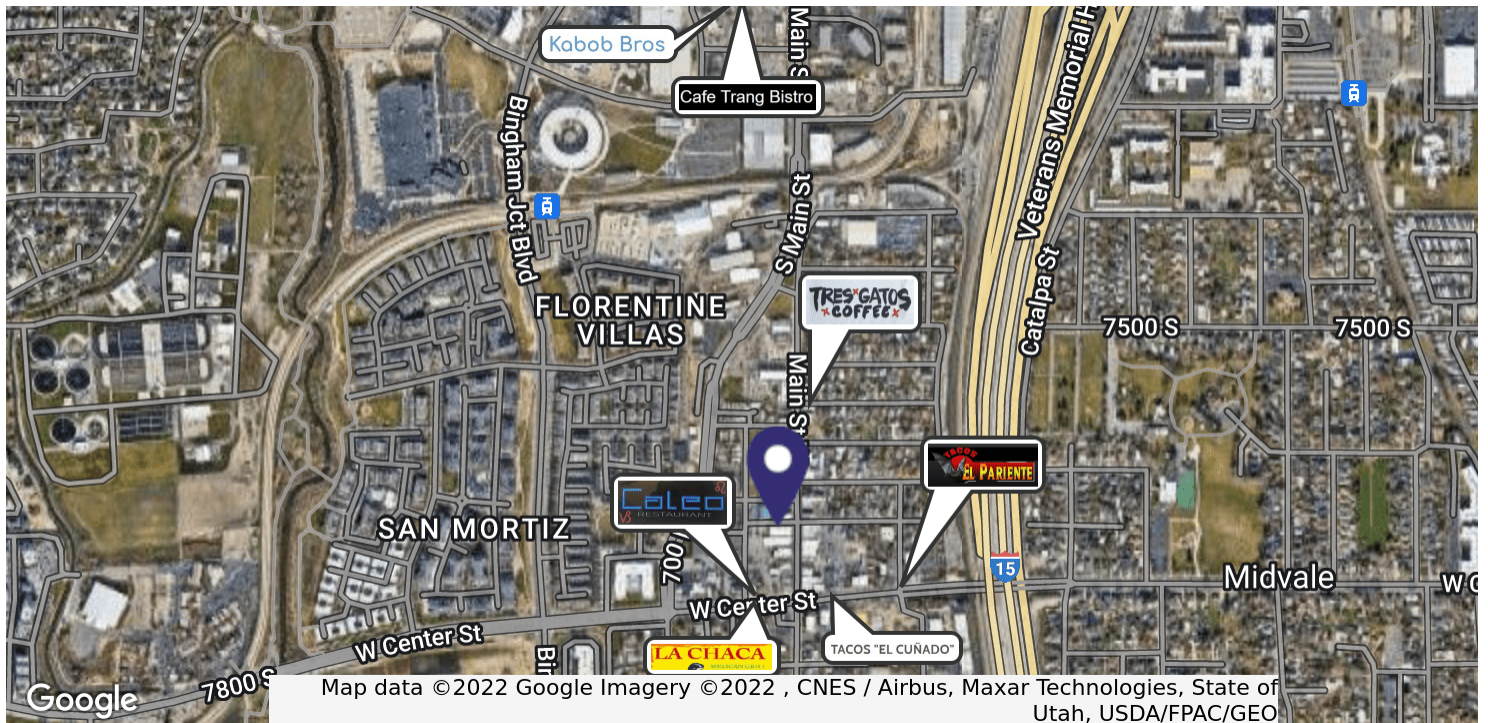 Kabob Bros
Main S
Veterans Memorial H
Cafe Trang Bistro
Bingham Jct Blvd
S Main St
Catalpa St
TRES GATOS
COFFEE
FLORENTINE
VILLAS
7500 S
7500 S
Main St
TACOS
EL PARIENTE
Caleo
RESTAURANT
SAN MORTIZ
700
15
Midvale
W C
W Center St
W Center St
TACOS "EL CUÑADO"
LA CHACA
Bir
7800 S
Google
Map data ©2022 Google Imagery ©2022 , CNES / Airbus, Maxar Technologies, State of
Utah, USDA/FPAC/GEO